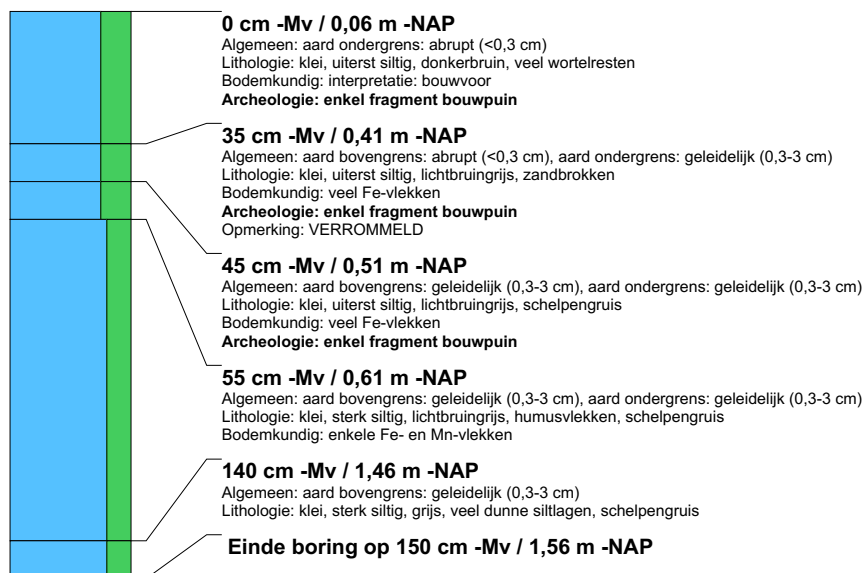 0 cm -Mv / 0,06 m -NAP
Algemeen: aard ondergrens: abrupt (<0,3 cm)
Lithologie: klei, uiterst siltig, donkerbruin, veel wortelresten
Bodemkundig: interpretatie: bouwvoor
Archeologie: enkel fragment bouwpuin
35 cm -Mv / 0,41 m -NAP
Algemeen: aard bovengrens: abrupt (<0,3 cm), aard ondergrens: geleidelijk (0,3-3 cm)
Lithologie: klei, uiterst siltig, lichtbruingrijs, zandbrokken
Bodemkundig: veel Fe-vlekken
Archeologie: enkel fragment bouwpuin
Opmerking: VERROMMELD
45 cm -Mv / 0,51 m -NAP
Algemeen: aard bovengrens: geleidelijk (0,3-3 cm), aard ondergrens: geleidelijk (0,3-3 cm)
Lithologie: klei, uiterst siltig, lichtbruingrijs, schelpengruis
Bodemkundig: veel Fe-vlekken
Archeologie: enkel fragment bouwpuin
55 cm -Mv / 0,61 m -NAP
Algemeen: aard bovengrens: geleidelijk (0,3-3 cm), aard ondergrens: geleidelijk (0,3-3 cm)
Lithologie: klei, sterk siltig, lichtbruingrijs, humusvlekken, schelpengruis
Bodemkundig: enkele Fe- en Mn-vlekken
140 cm -Mv / 1,46 m -NAP
Algemeen: aard bovengrens: geleidelijk (0,3-3 cm)
Lithologie: klei, sterk siltig, grijs, veel dunne siltlagen, schelpengruis
Einde boring op 150 cm -Mv / 1,56 m -NAP